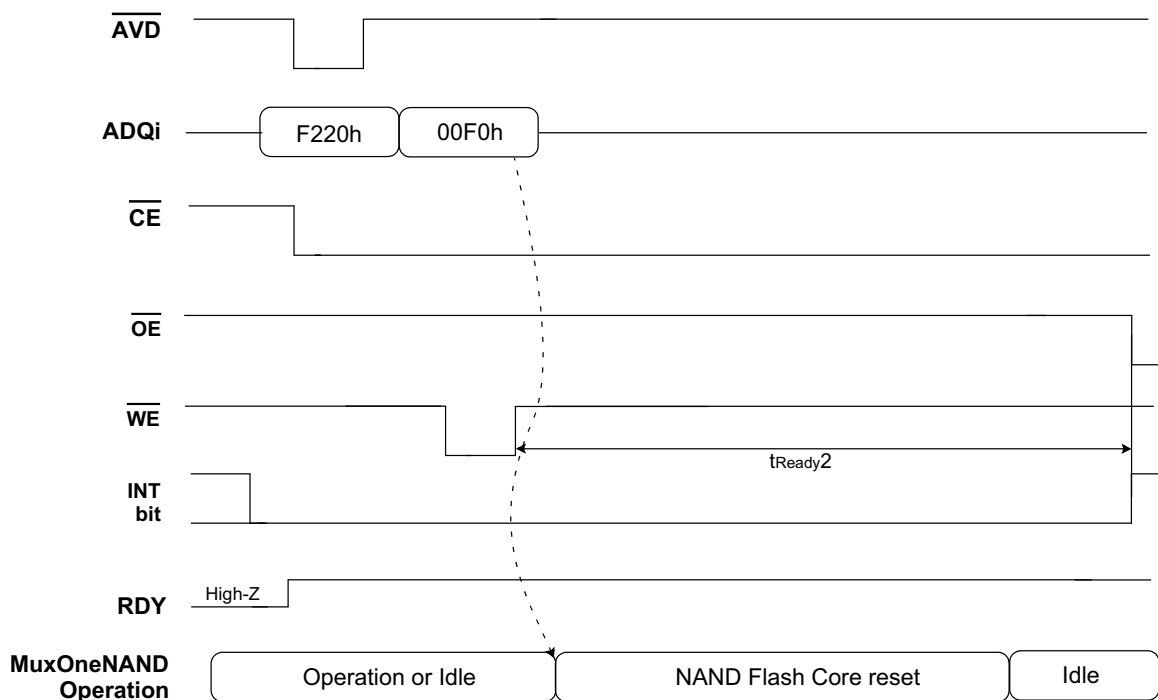 AVD
ADQi
F220h
00F0h
CE
OE
WE
tReady2
INT
bit
High-Z
RDY
MuxOneNAND
Operation
Operation or Idle
NAND Flash Core reset
Idle